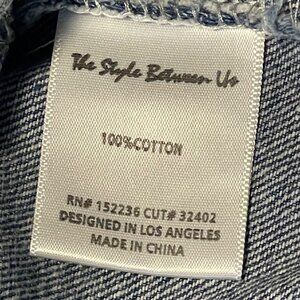 The Style Between Us
100%COTTON
RN# 152236 CUT# 32402
DESIGNED IN LOS ANGELES
MADE IN CHINA